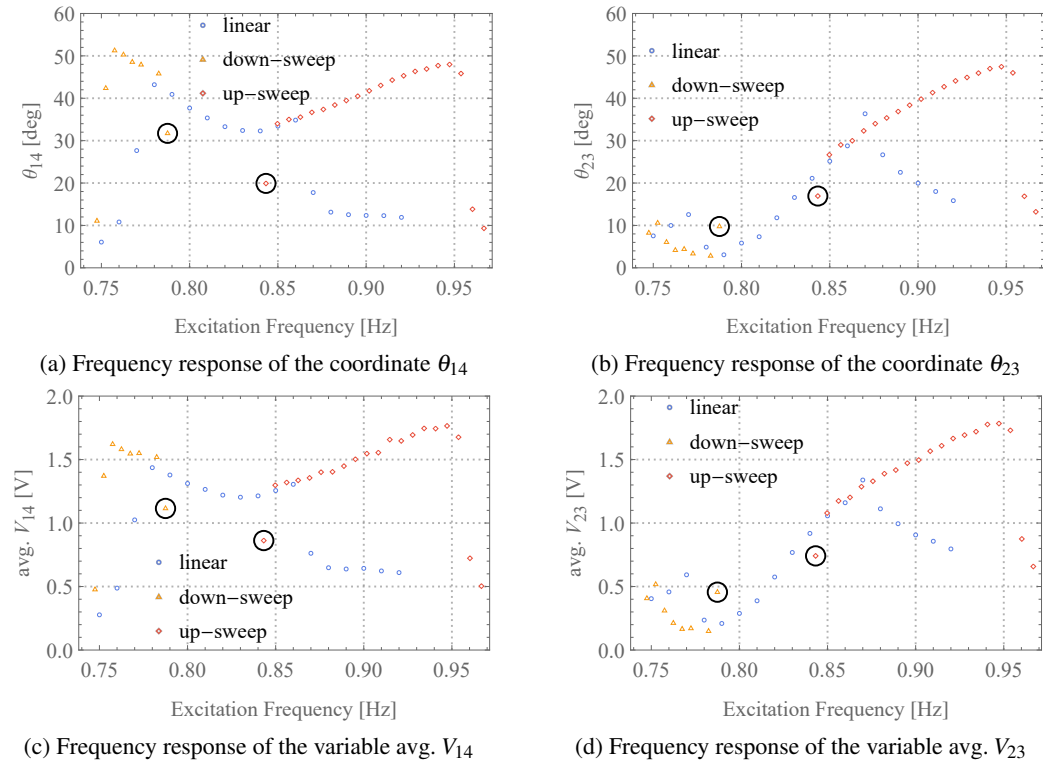 60
50
40
30
20
10
0
θ14 [deg]
linear
down−sweep
up−sweep
0.75 0.80 0.85 0.90 0.95
Excitation Frequency [Hz]
(a) Frequency response of the coordinate θ14
60
50
40
30
20
10
0
θ23 [deg]
linear
down−sweep
up−sweep
0.75 0.80 0.85 0.90 0.95
Excitation Frequency [Hz]
(b) Frequency response of the coordinate θ23
2.0
1.5
1.0
0.5
0.0
avg. V14 [V]
linear
down−sweep
up−sweep
0.75 0.80 0.85 0.90 0.95
Excitation Frequency [Hz]
(c) Frequency response of the variable avg. V14
2.0
1.5
1.0
0.5
0.0
avg. V23 [V]
linear
down−sweep
up−sweep
0.75 0.80 0.85 0.90 0.95
Excitation Frequency [Hz]
(d) Frequency response of the variable avg. V23